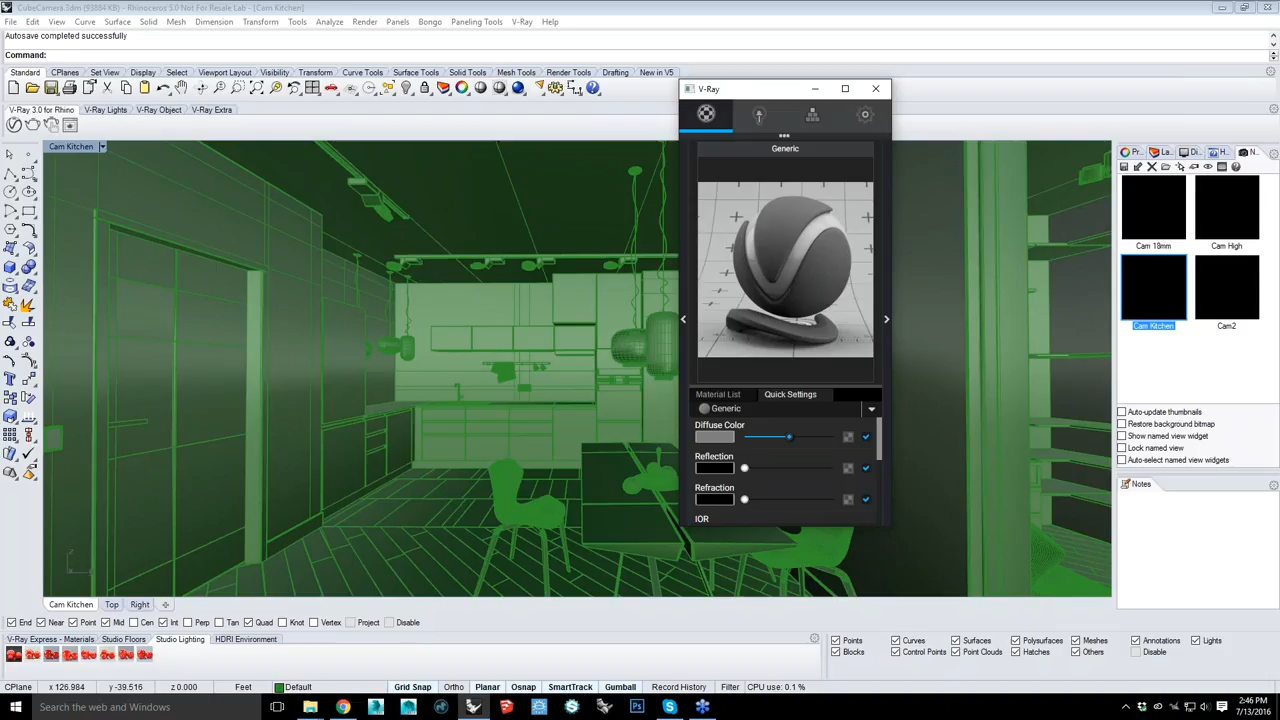 CubeCamera.3dm (93884 KB) - Rhinoceros 5.0 Not For Resale Lab - [Cam Kitchen]
File Edit View Curve Surface Solid Mesh Dimension Transform Tools Analyze Render Panels Bongo Paneling Tools V-Ray Help
Autosave completed successfully
Command:
Standard CPlanes Set View Display Select Viewport Layout Visibility Transform Curve Tools Surface Tools Solid Tools Mesh Tools Render Tools Drafting New in V5
V-Ray 3.0 for Rhino V-Ray Lights V-Ray Object V-Ray Extra
Cam Kitchen
V-Ray
Generic
Material List Quick Settings
Generic
Diffuse Color
Reflection
Refraction
IOR
Pr... La... Di... H... N...
Cam 18mm Cam High
Cam Kitchen Cam2
Auto-update thumbnails
Restore background bitmap
Show named view widget
Lock named view
Auto-select named view widgets
Notes
Cam Kitchen Top Right
End Near Point Mid Cen Int Perp Tan Quad Knot Vertex Project Disable
V-Ray Express - Materials Studio Floors Studio Lighting HDRI Environment
Points Curves Surfaces Polysurfaces Meshes Annotations Lights
Blocks Control Points Point Clouds Hatches Others Disable
CPlane x 126.984 y -39.516 z 0.000 Feet Default Grid Snap Ortho Planar Osnap SmartTrack Gumball Record History Filter CPU use: 0.1 %
Search the web and Windows
2:46 PM
7/13/2016